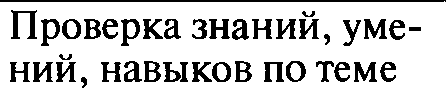 Проверка знаний, уме-
ний, навыков по теме